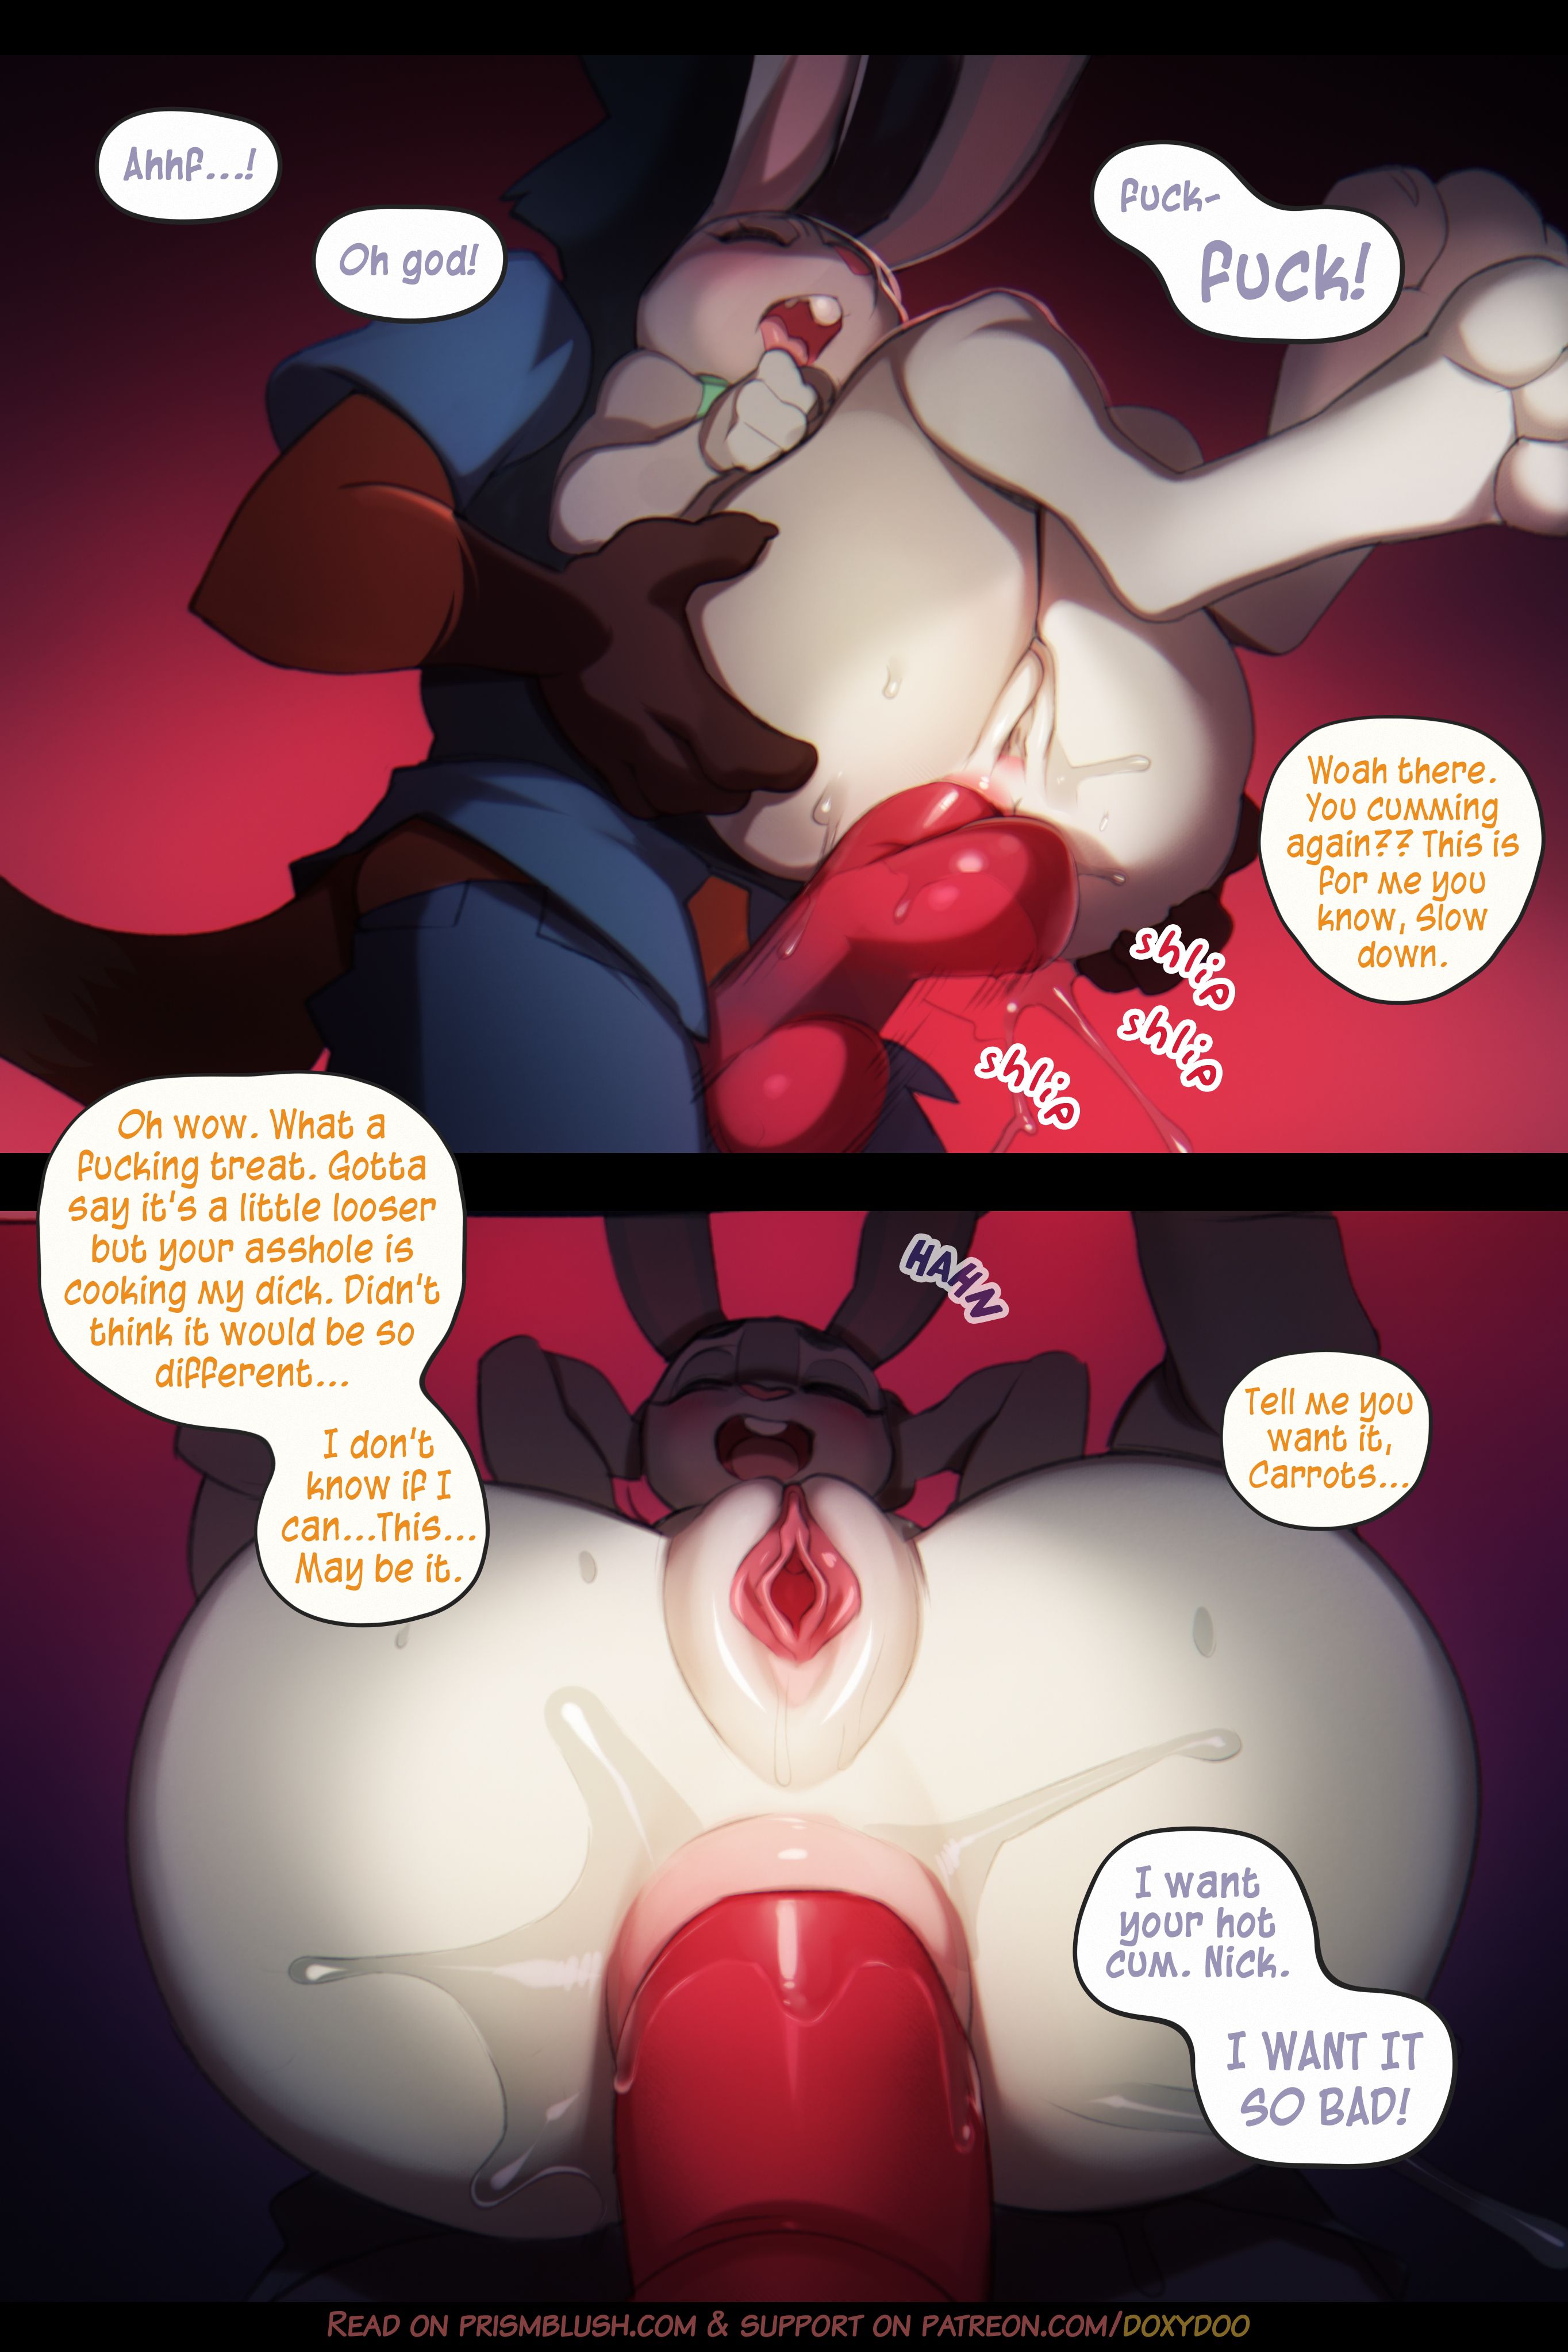 Ahhf...!
Oh god!
fuck-
fuck!
Woah there.
You cumming
again?? This is
for me you
know, Slow
down.
shlip
shlip
shlip
Oh wow. What a
fucking treat. Gotta
say it's a little looser
but your asshole is
cooking my dick. Didn't
think it would be so
different...
I don't
know if I
can...This...
May be it.
HAHN
Tell me you
want it,
Carrots...
I want
your hot
cum. Nick.
I WANT IT
SO BAD!
READ ON PRISMBLUSH.COM & SUPPORT ON PATREON.COM/DOXYDOO